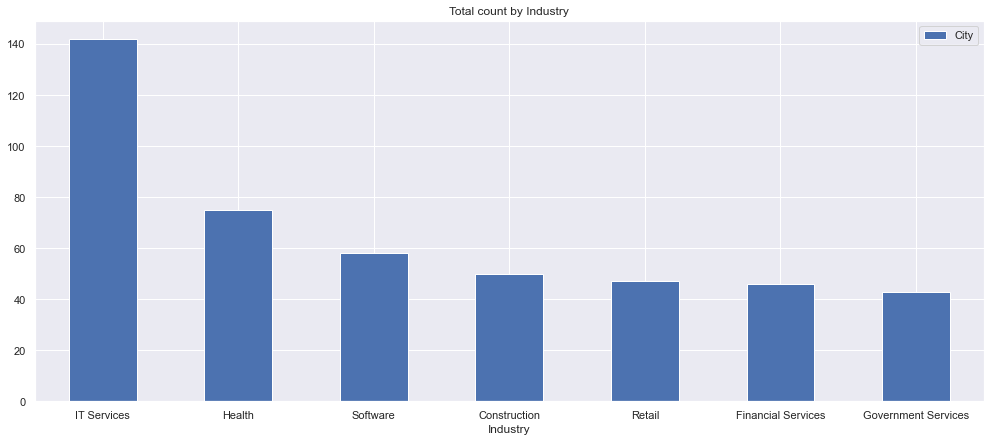 Total count by Industry
City
140
120
100
80
60
40
20
0
IT Services
Health
Software
Construction
Retail
Financial Services
Government Services
Industry